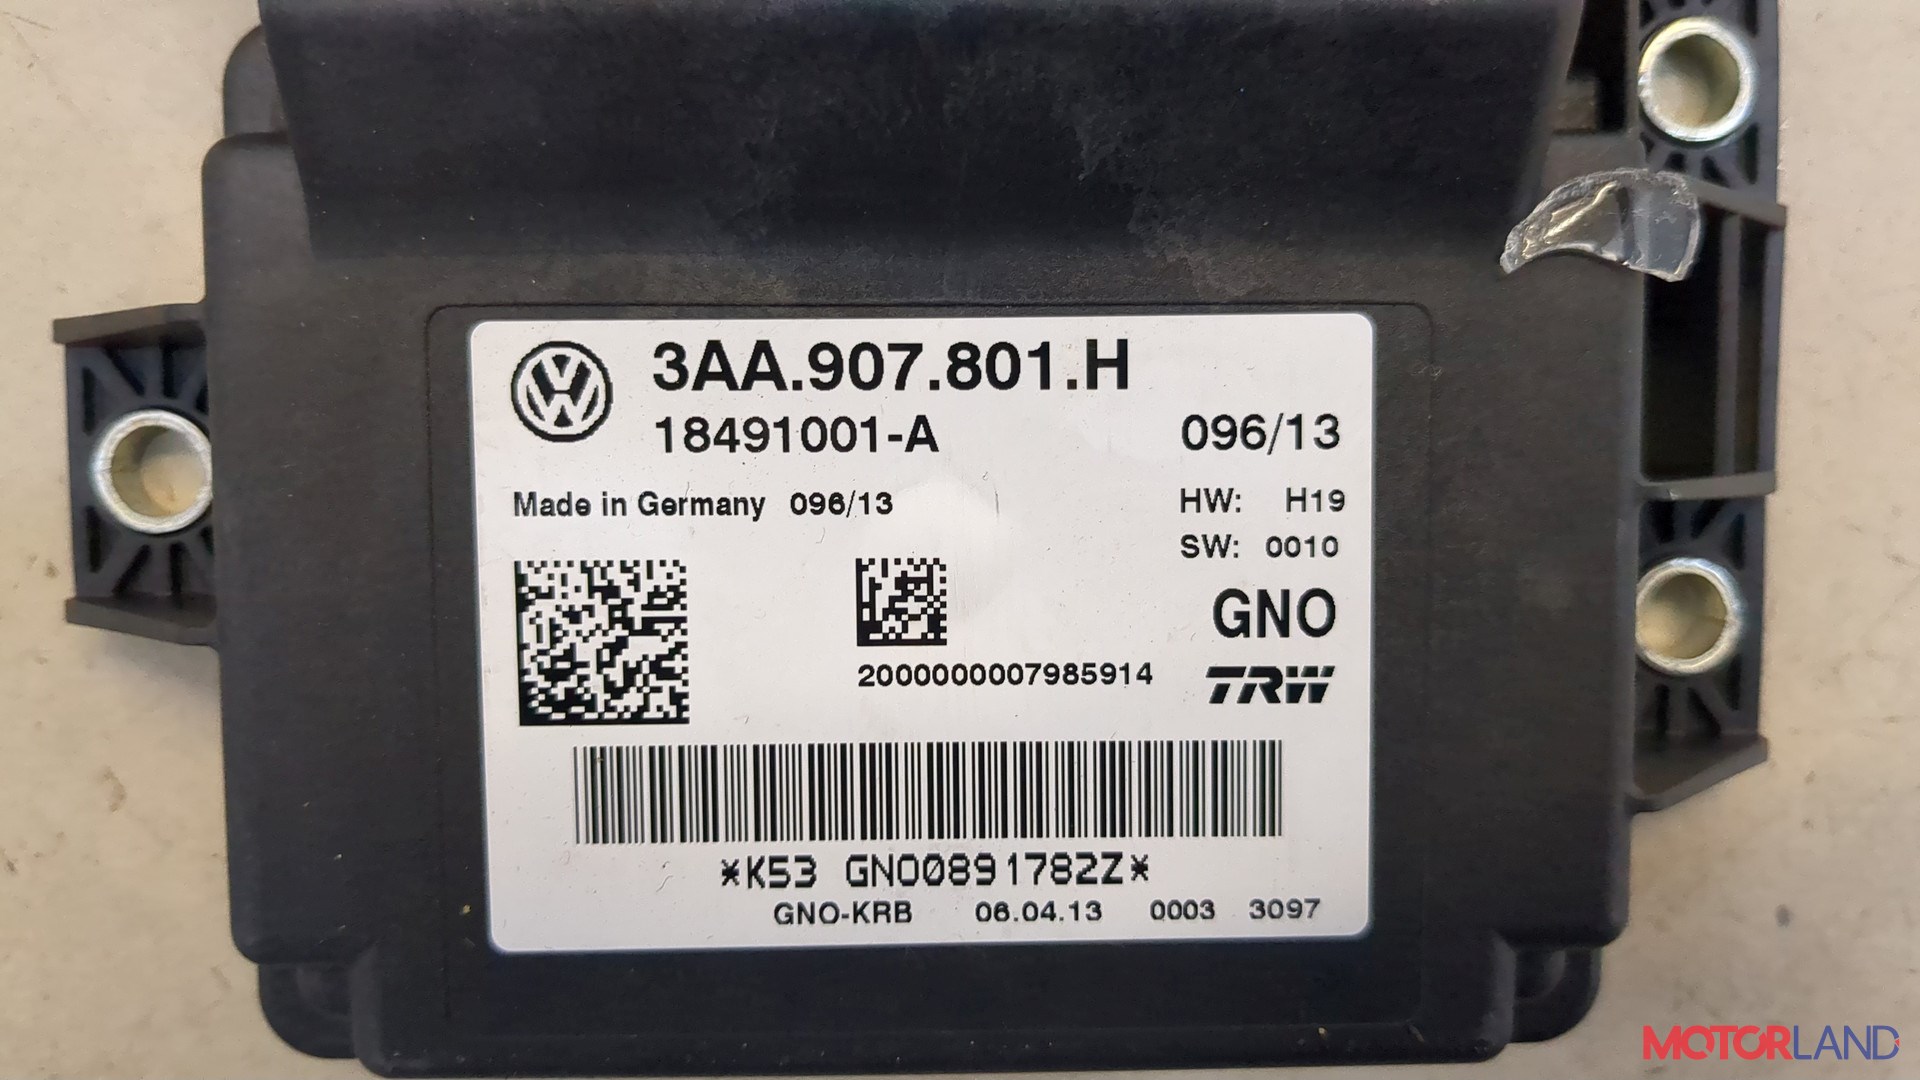 3AA.907.801.H
18491001-A 096/13
Made in Germany 096/13
HW: H19
SW: 0010
GNO
2000000007985914
TRW
*K53 GNO0891782Z*
GNO-KRB 06.04.13 0003 3097
MOTORLAND